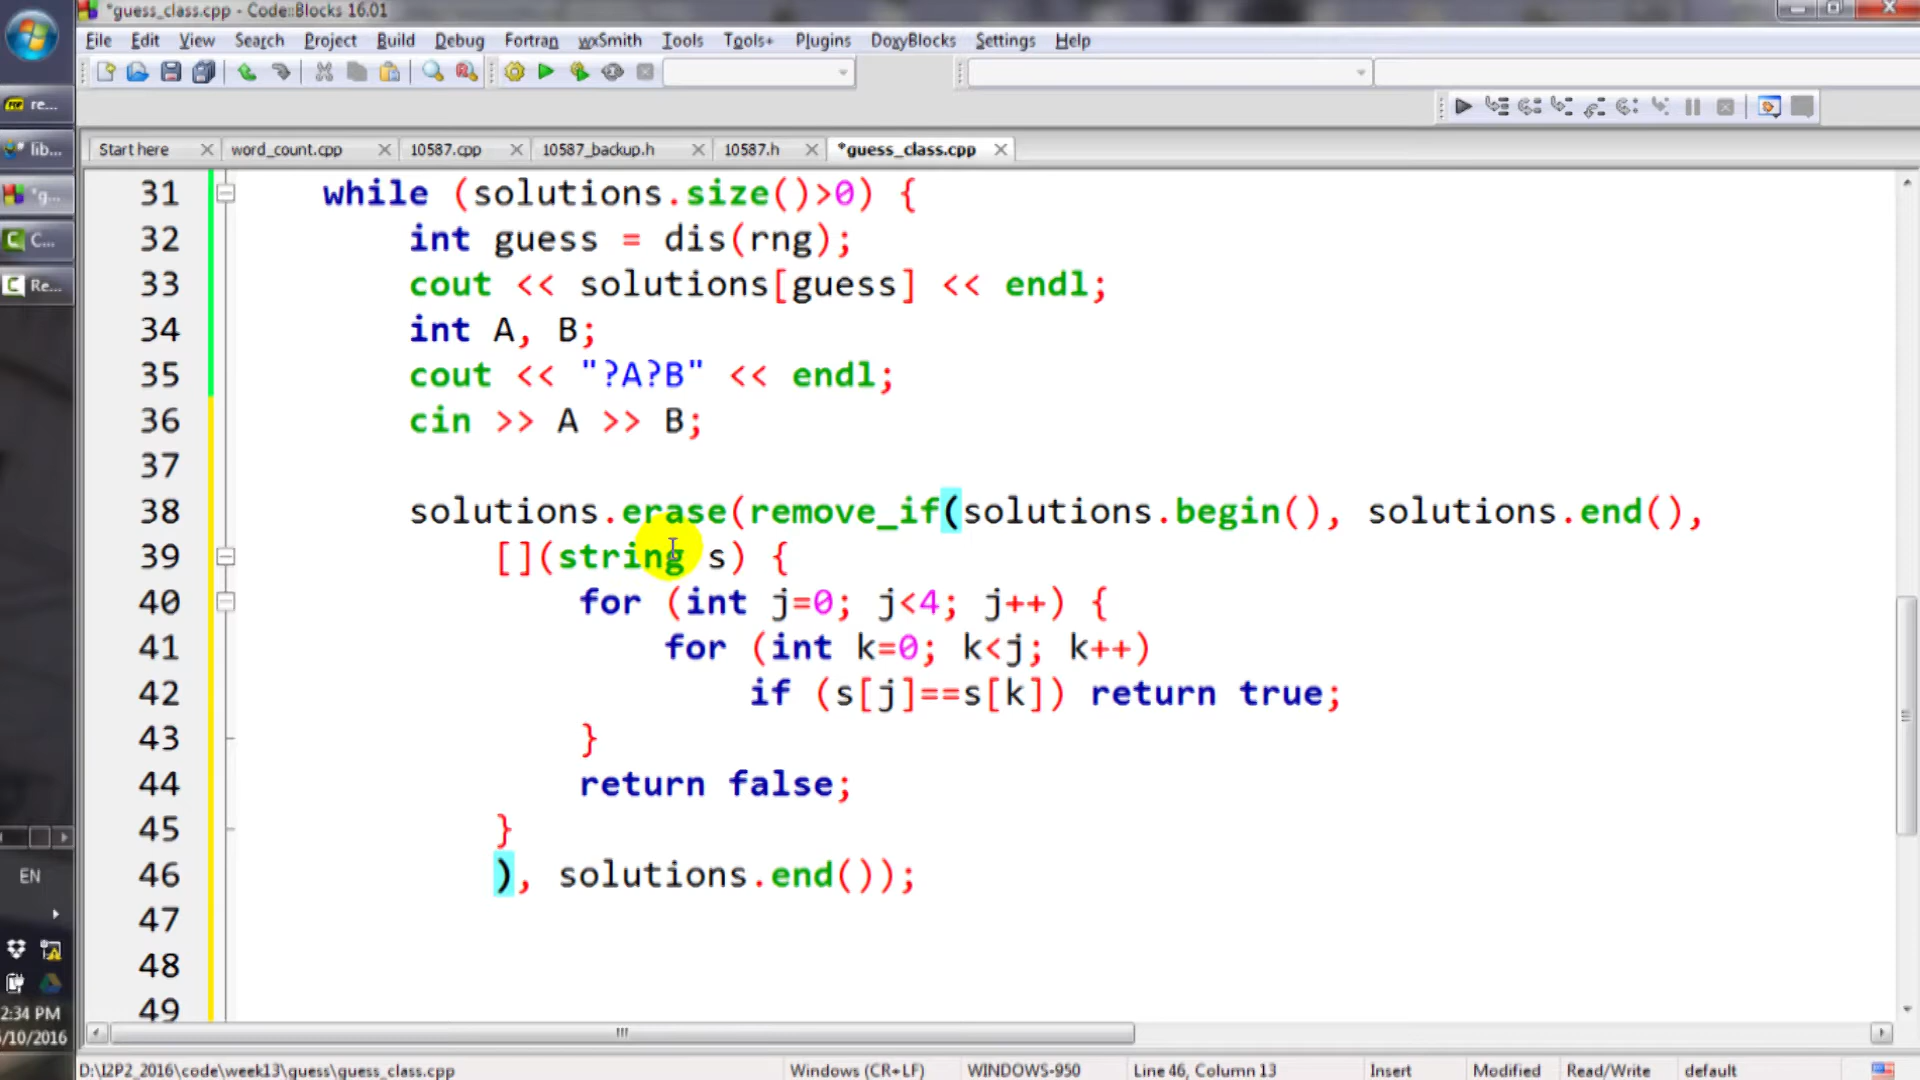 *guess_class.cpp - Code::Blocks 16.01
File Edit View Search Project Build Debug Fortran wxSmith Tools Tools+ Plugins DoxyBlocks Settings Help
re...
lib...
"g...
C...
Re...
Start here word_count.cpp 10587.cpp 10587_backup.h 10587.h *guess_class.cpp
31 while (solutions.size()>0) {
32 int guess = dis(rng);
33 cout << solutions[guess] << endl;
34 int A, B;
35 cout << "?A?B" << endl;
36 cin >> A >> B;
37
38 solutions.erase(remove_if(solutions.begin(), solutions.end(),
39 [](string s) {
40 for (int j=0; j<4; j++) {
41 for (int k=0; k<j; k++)
42 if (s[j]==s[k]) return true;
43 }
44 return false;
45 }
46 ), solutions.end());
47
48
49
EN
2:34 PM
/10/2016
D:\I2P2_2016\code\week13\guess\guess_class.cpp Windows (CR+LF) WINDOWS-950 Line 46, Column 13 Insert Modified Read/Write default